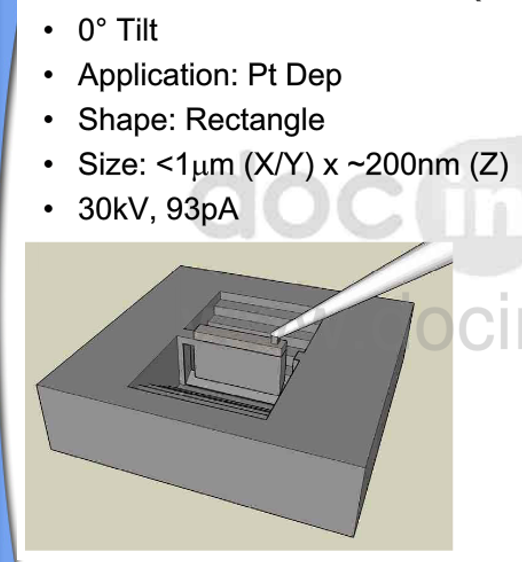 • 0° Tilt
• Application: Pt Dep
• Shape: Rectangle
• Size: <1μm (X/Y) x ~200nm (Z)
• 30kV, 93pA
doc in
.docin